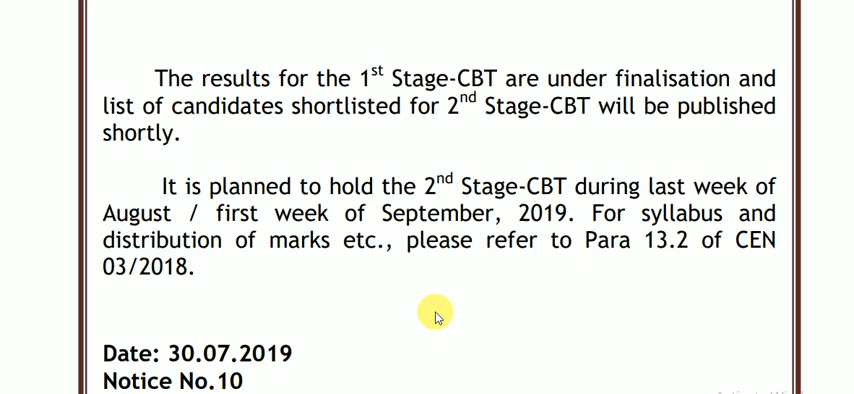 The results for the 1st Stage-CBT are under finalisation and
list of candidates shortlisted for 2nd Stage-CBT will be published
shortly.
It is planned to hold the 2nd Stage-CBT during last week of
August / first week of September, 2019. For syllabus and
distribution of marks etc., please refer to Para 13.2 of CEN
03/2018.
Date: 30.07.2019
Notice No.10